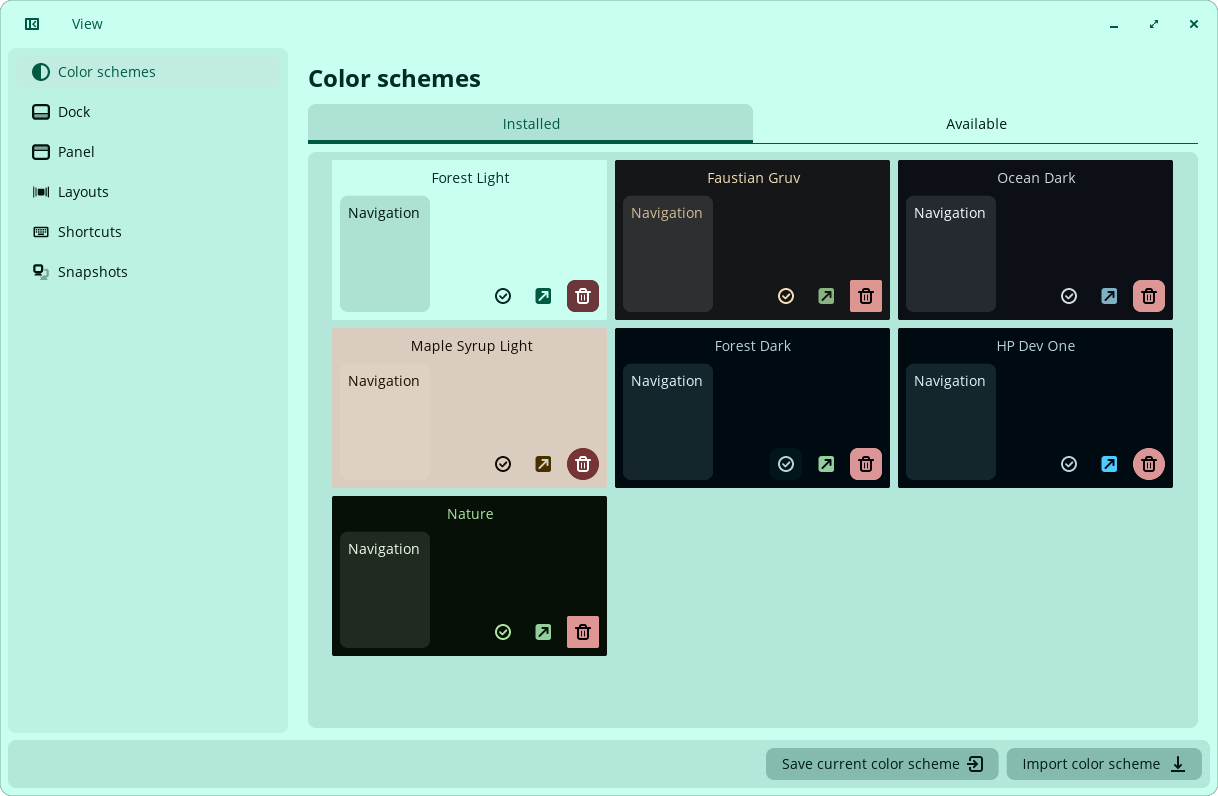 View
Color schemes
Dock
Panel
Layouts
Shortcuts
Snapshots
Color schemes
Installed
Available
Forest Light
Navigation
Faustian Gruv
Navigation
Ocean Dark
Navigation
Maple Syrup Light
Navigation
Forest Dark
Navigation
HP Dev One
Navigation
Nature
Navigation
Save current color scheme
Import color scheme